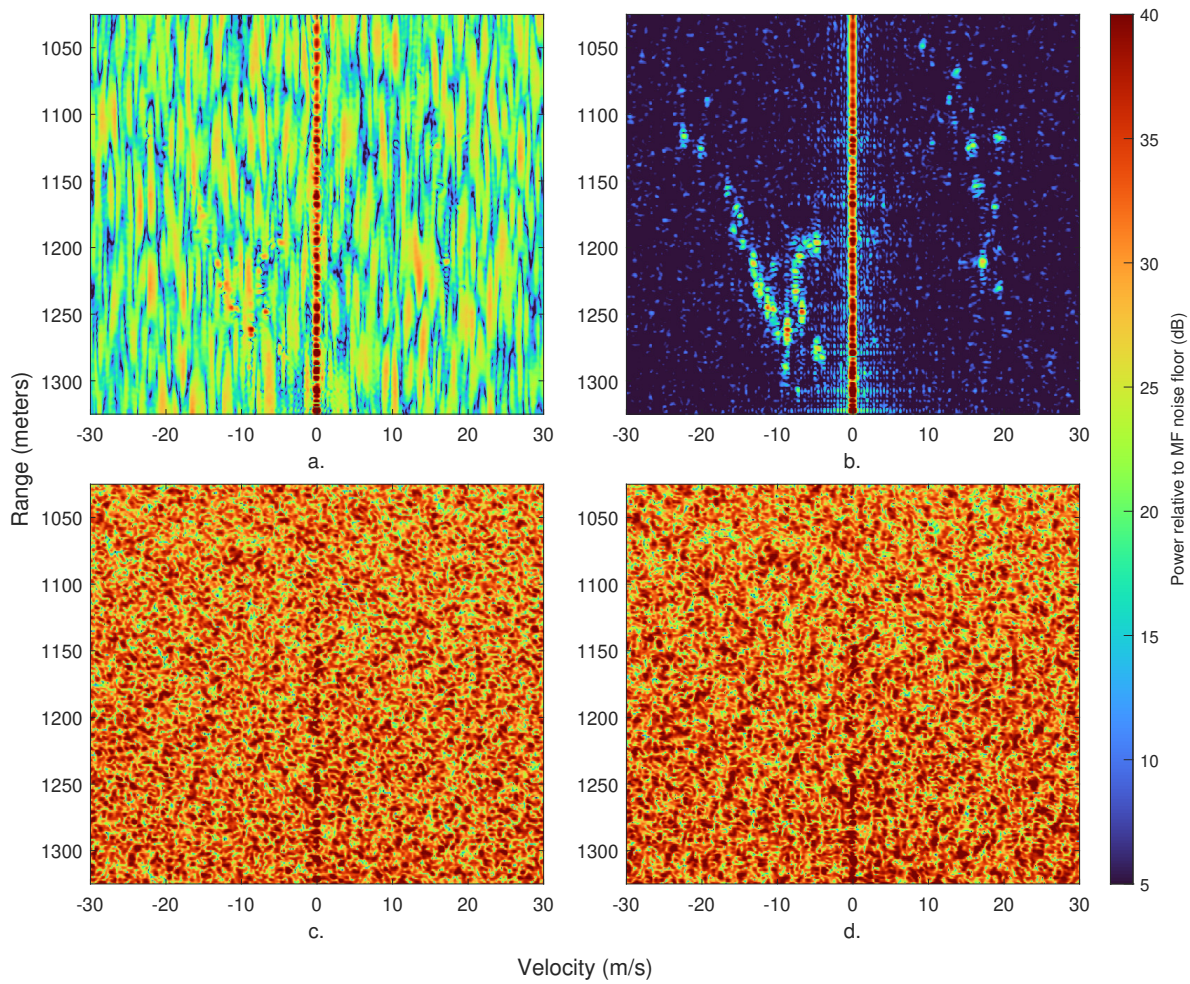 1050
1100
1150
1200
1250
1300
-30 -20 -10 0 10 20 30
a.
1050
1100
1150
1200
1250
1300
-30 -20 -10 0 10 20 30
b.
1050
1100
1150
1200
1250
1300
-30 -20 -10 0 10 20 30
c.
1050
1100
1150
1200
1250
1300
-30 -20 -10 0 10 20 30
d.
Range (meters)
Velocity (m/s)
40
35
30
25
20
15
10
5
Power relative to MF noise floor (dB)